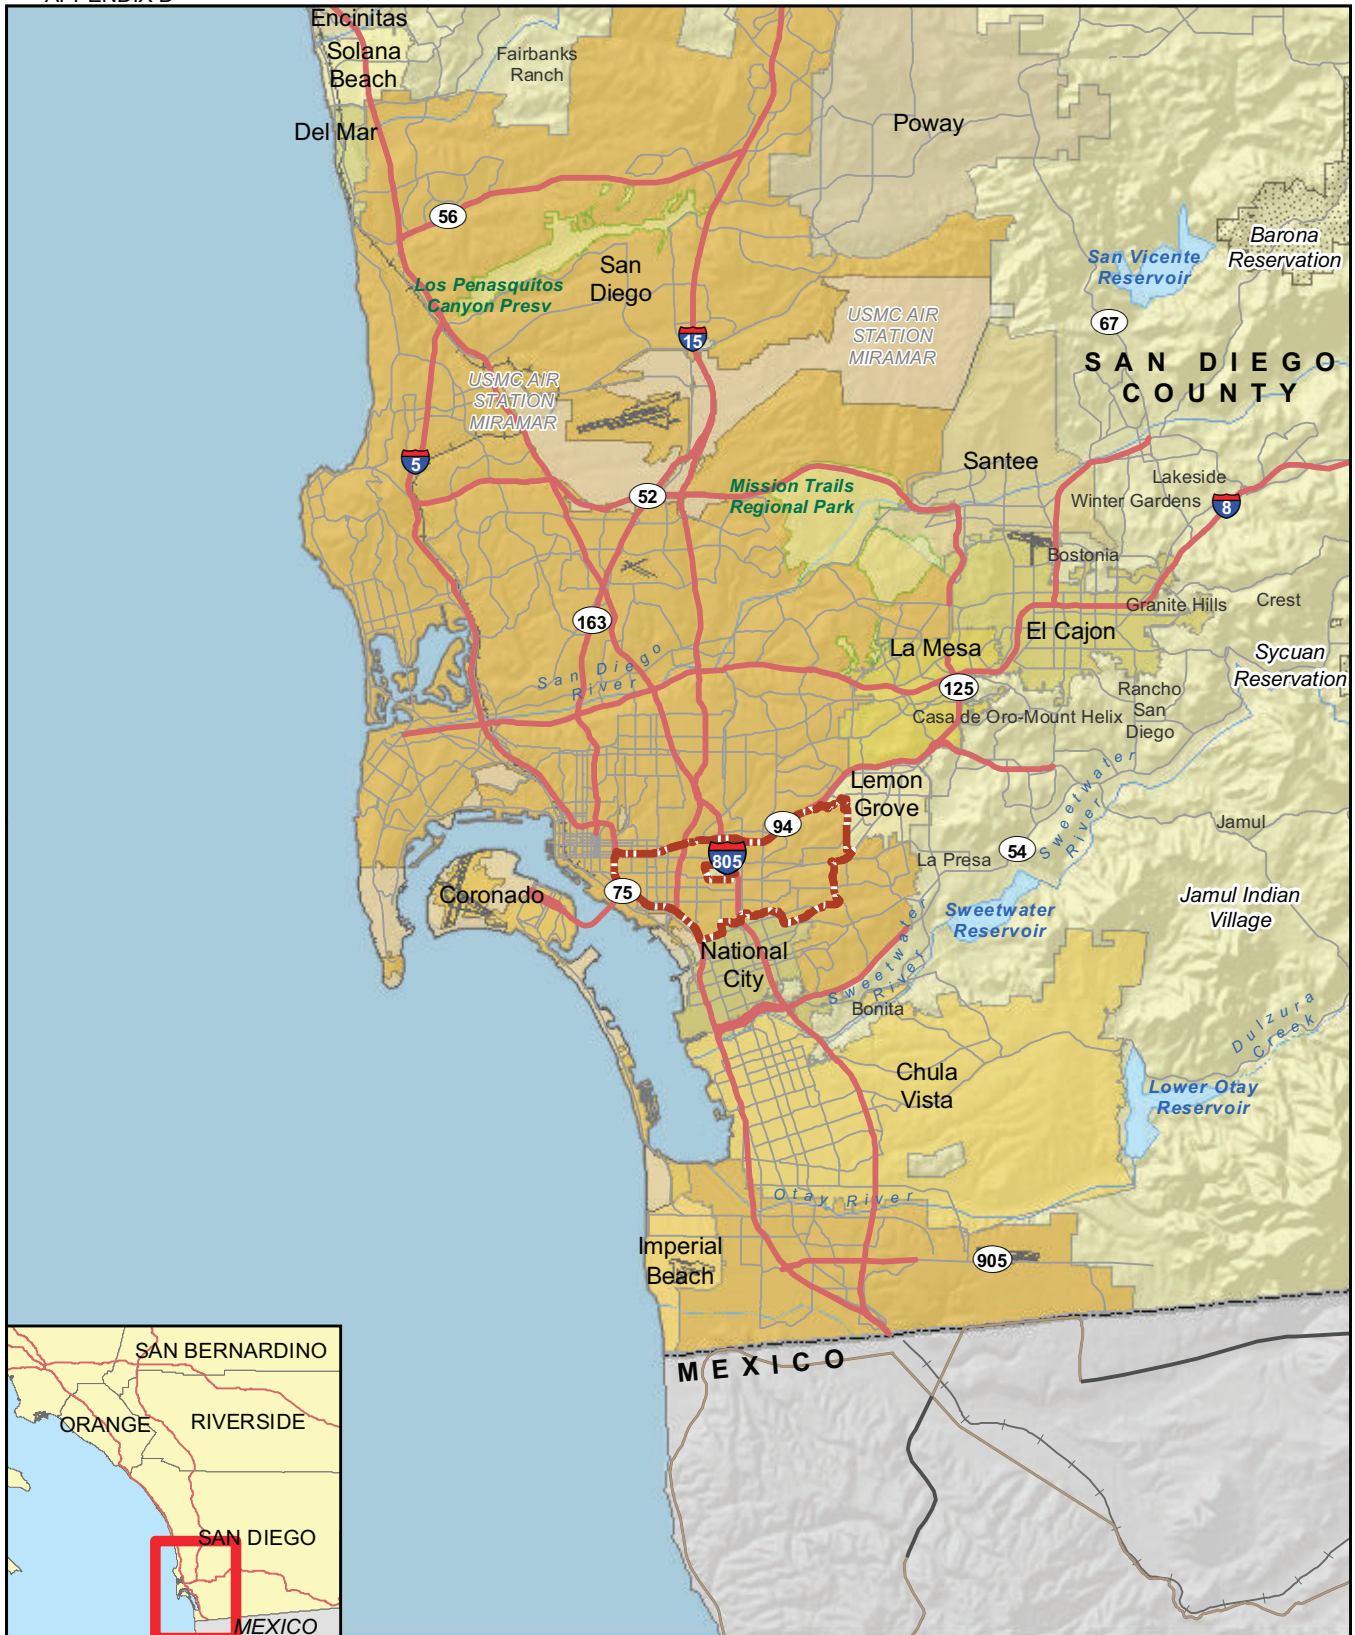 APPENDIX B
Encinitas
Solana
Beach
Fairbanks
Ranch
Del Mar
Poway
56
San
Diego
Los Penasquitos
Canyon Presv
San Vicente
Reservoir
Barona
Reservation
67
USMC AIR
STATION
MIRAMAR
15
SAN DIEGO
COUNTY
USMC AIR
STATION
MIRAMAR
5
Santee
Lakeside
Winter Gardens
8
52
Mission Trails
Regional Park
Bostonia
163
Granite Hills
Crest
El Cajon
La Mesa
San Diego
River
Sycuan
Reservation
125
Rancho
San
Diego
Casa de Oro-Mount Helix
Sweetwater
River
Lemon
Grove
94
805
Jamul
54
La Presa
75
Coronado
Jamul Indian
Village
Sweetwater
Reservoir
National
City
Sweetwater
River
Bonita
Dulzura
Creek
Chula
Vista
Lower Otay
Reservoir
Otay River
Imperial
Beach
905
MEXICO
SAN BERNARDINO
ORANGE
RIVERSIDE
SAN DIEGO
MEXICO